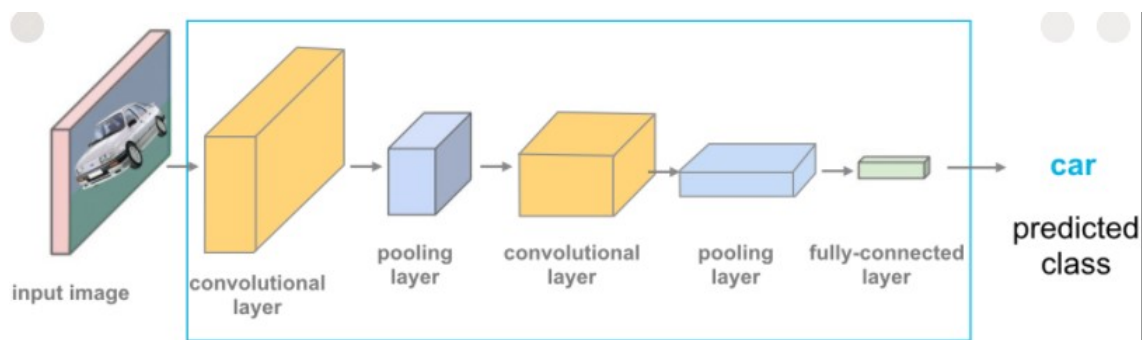 input image
convolutional
layer
pooling
layer
convolutional
layer
pooling
layer
fully-connected
layer
car
predicted
class